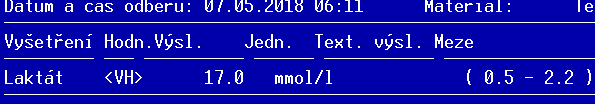 Datum a cas odberu: 07.05.2018 06:11 Material: Te
Vyšetření Hodn.Výsl. Jedn. Text. výsl. Meze
Laktát <VH> 17.0 mmol/l ( 0.5 - 2.2 )